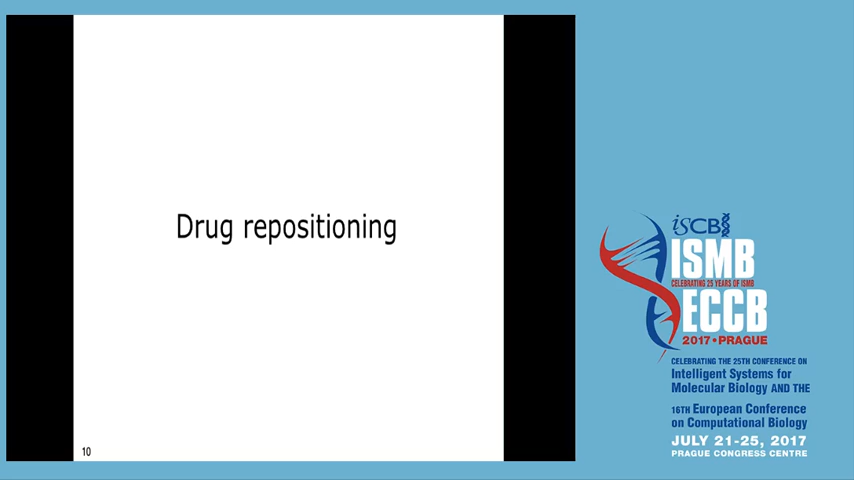 Drug repositioning
10
iSCB
ISMB
CELEBRATING 25 YEARS OF ISMB
ECCB
2017 • PRAGUE
CELEBRATING THE 25TH CONFERENCE ON
Intelligent Systems for
Molecular Biology AND THE
16TH European Conference
on Computational Biology
JULY 21-25, 2017
PRAGUE CONGRESS CENTRE